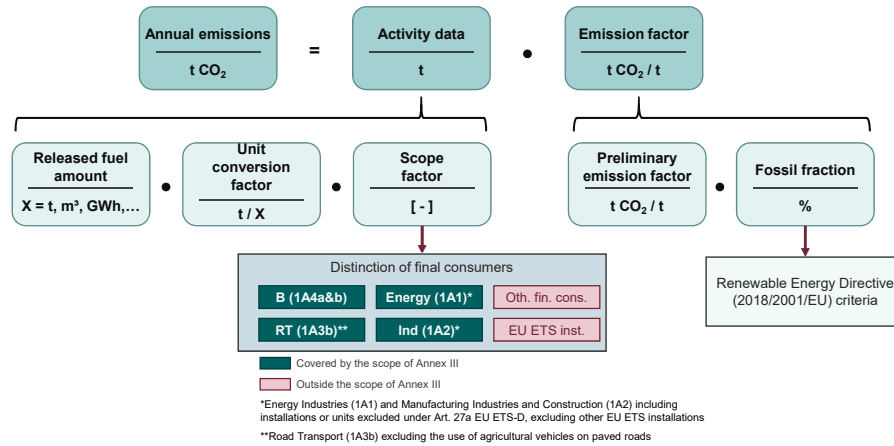 Annual emissions
t CO₂
=
Activity data
t
•
Emission factor
t CO₂ / t
Released fuel
amount
X = t, m³, GWh,…
•
Unit
conversion
factor
t / X
•
Scope
factor
[ - ]
Preliminary
emission factor
t CO₂ / t
•
Fossil fraction
%
Distinction of final consumers
B (1A4a&b)
Energy (1A1)*
Oth. fin. cons.
RT (1A3b)**
Ind (1A2)*
EU ETS inst.
Renewable Energy Directive
(2018/2001/EU) criteria
Covered by the scope of Annex III
Outside the scope of Annex III
*Energy Industries (1A1) and Manufacturing Industries and Construction (1A2) including
installations or units excluded under Art. 27a EU ETS-D, excluding other EU ETS installations
**Road Transport (1A3b) excluding the use of agricultural vehicles on paved roads